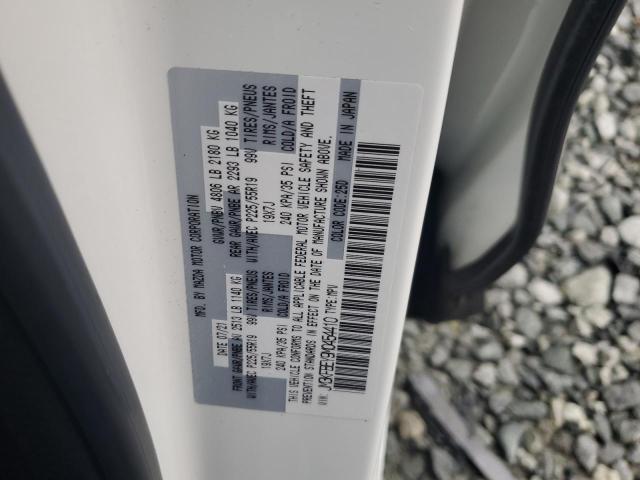 MFD. BY MAZDA MOTOR CORPORATION
07/21 GVWR/PNBV 4806 LB 2180 KG
FRONT GAWR/PNBE AV 2513 LB 1140 KG REAR GAWR/PNBE AR 2293 LB 1040 KG
WITH/AVEC P225/55R19 99V TIRES/PNEUS WITH/AVEC P225/55R19 99V TIRES/PNEUS
19X7J RIMS/JANTES 19X7J RIMS/JANTES
240 KPA/35 PSI COLD/A FROID 240 KPA/35 PSI COLD/A FROID
THIS VEHICLE CONFORMS TO ALL APPLICABLE FEDERAL MOTOR VEHICLE SAFETY AND THEFT
PREVENTION STANDARDS IN EFFECT ON THE DATE OF MANUFACTURE SHOWN ABOVE.
COLOR CODE:25D MADE IN JAPAN
VIN: TYPE:MPV